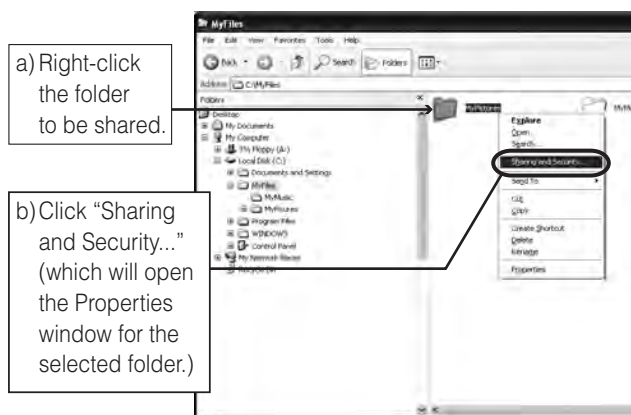 MyFiles
File Edit View Favorites Tools Help
Back Search Folders
Address C:\MyFiles
Folders
Desktop
My Documents
My Computer
3½ Floppy (A:)
Local Disk (C:)
Documents and Settings
MyFiles
MyMusic
MyPictures
Program Files
WINDOWS
Control Panel
My Network Places
Recycle Bin
MyPictures
Explore
Open
Search...
Sharing and Security...
Send To
Cut
Copy
Create Shortcut
Delete
Rename
Properties
a) Right-click
the folder
to be shared.
b) Click “Sharing
and Security...”
(which will open
the Properties
window for the
selected folder.)